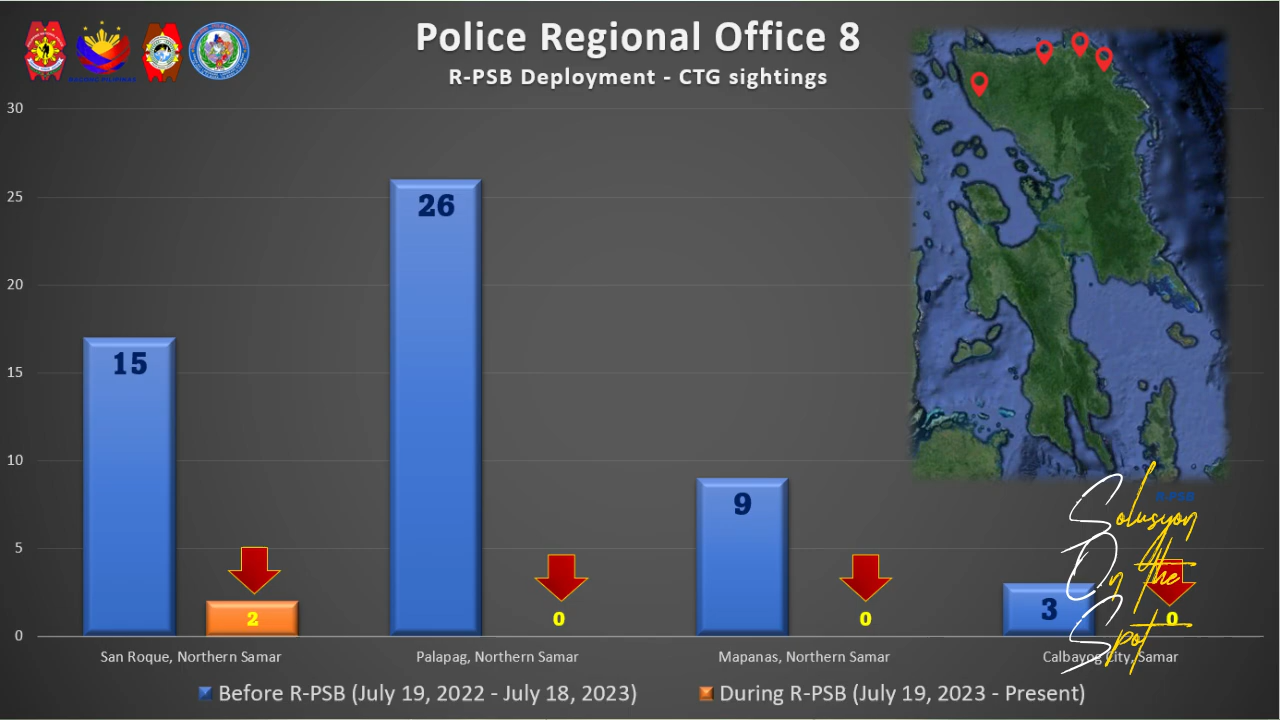 Police Regional Office 8
R-PSB Deployment - CTG sightings
30
25
20
15
10
5
0
15
2
26
0
9
0
3
0
San Roque, Northern Samar
Palapag, Northern Samar
Mapanas, Northern Samar
Calbayog City, Samar
Before R-PSB (July 19, 2022 - July 18, 2023)
During R-PSB (July 19, 2023 - Present)
R-PSB
Solusyon
On the
Spot